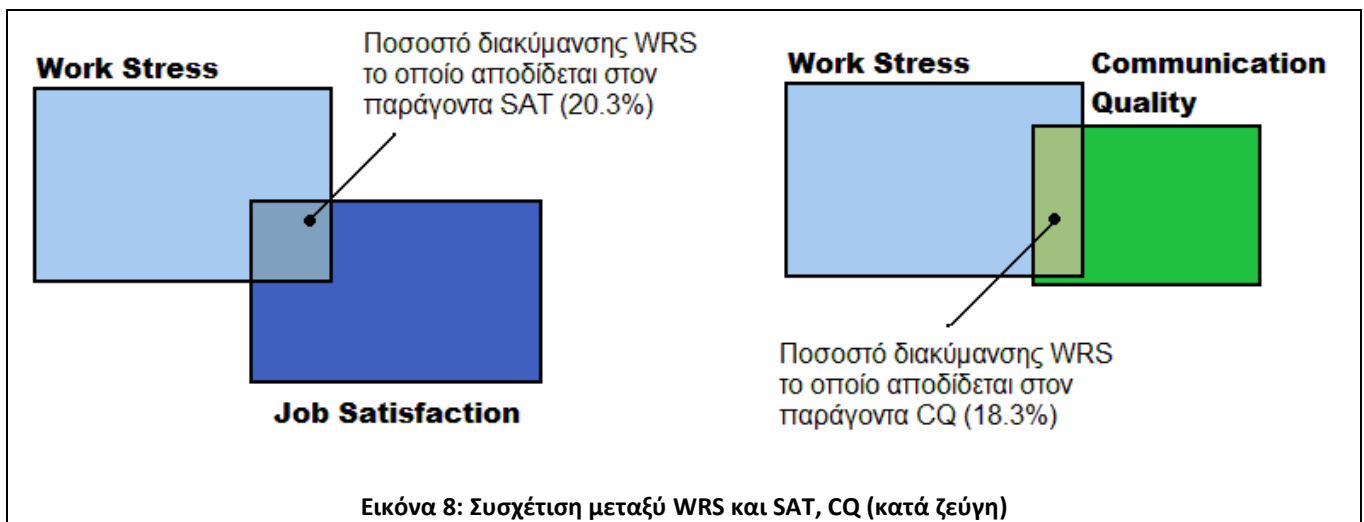 Work Stress
Ποσοστό διακύμανσης WRS
το οποίο αποδίδεται στον
παράγοντα SAT (20.3%)
Job Satisfaction
Work Stress
Communication
Quality
Ποσοστό διακύμανσης WRS
το οποίο αποδίδεται στον
παράγοντα CQ (18.3%)
Εικόνα 8: Συσχέτιση μεταξύ WRS και SAT, CQ (κατά ζεύγη)